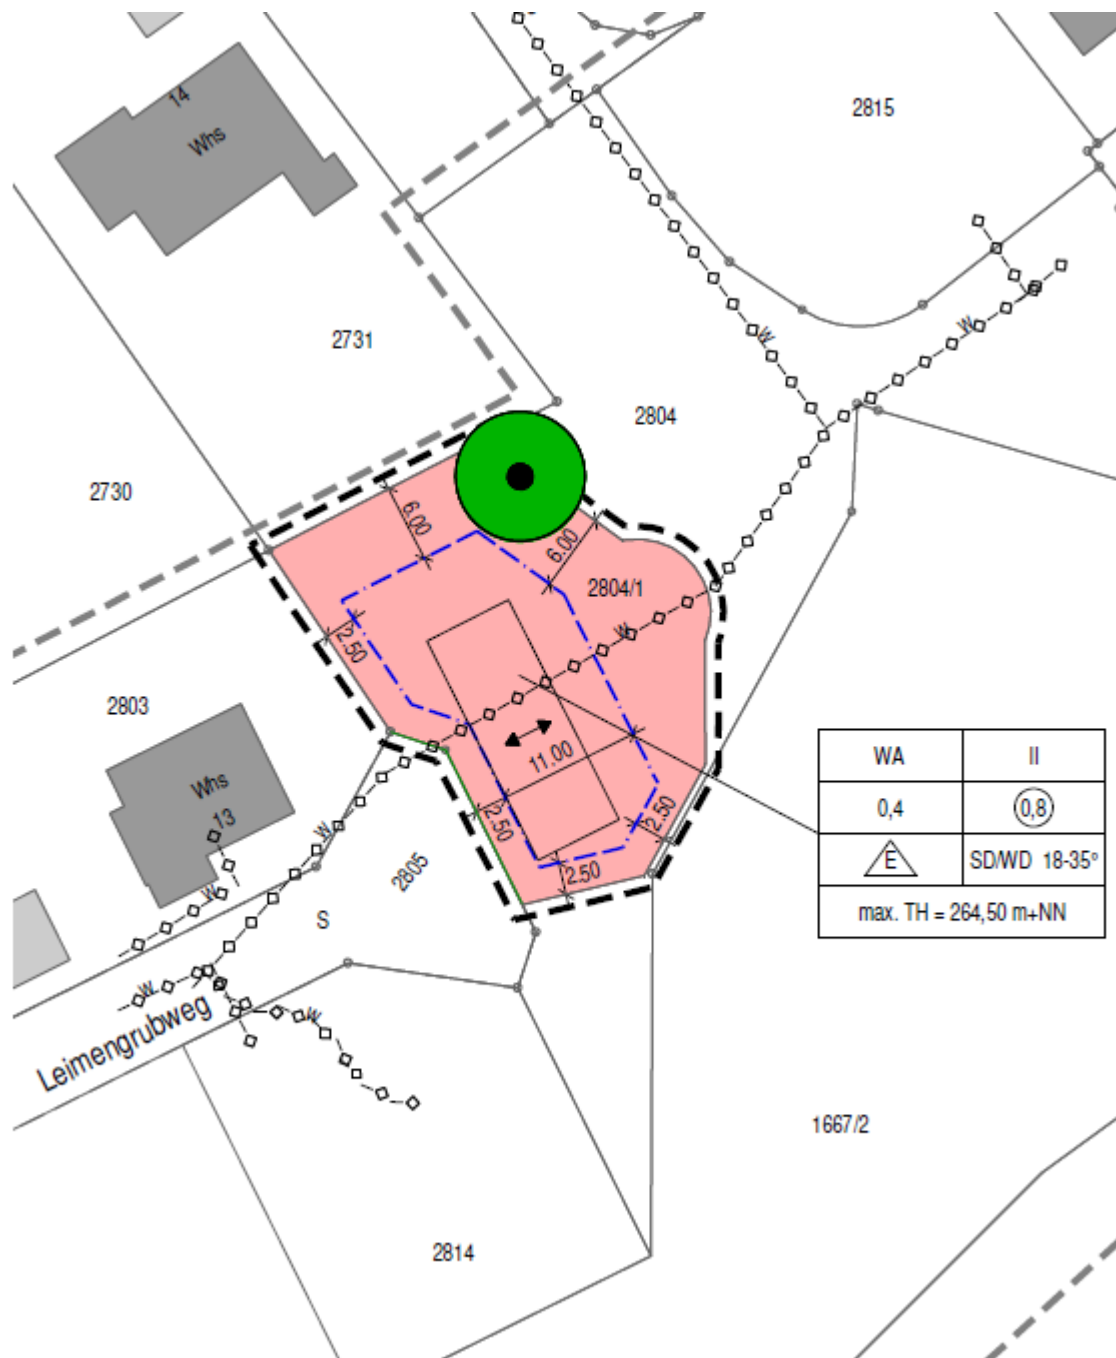 14
Whs
2815
2731
W
W
2804
2730
6.00
6.00
2804/1
2.50
W
2803
11.00
Whs
13
2.50
2.50
2.50
WA
II
0,4
0,8
E
SD/WD 18-35°
max. TH = 264,50 m+NN
W
2805
W
S
W
W
Leimengrubweg
1667/2
2814